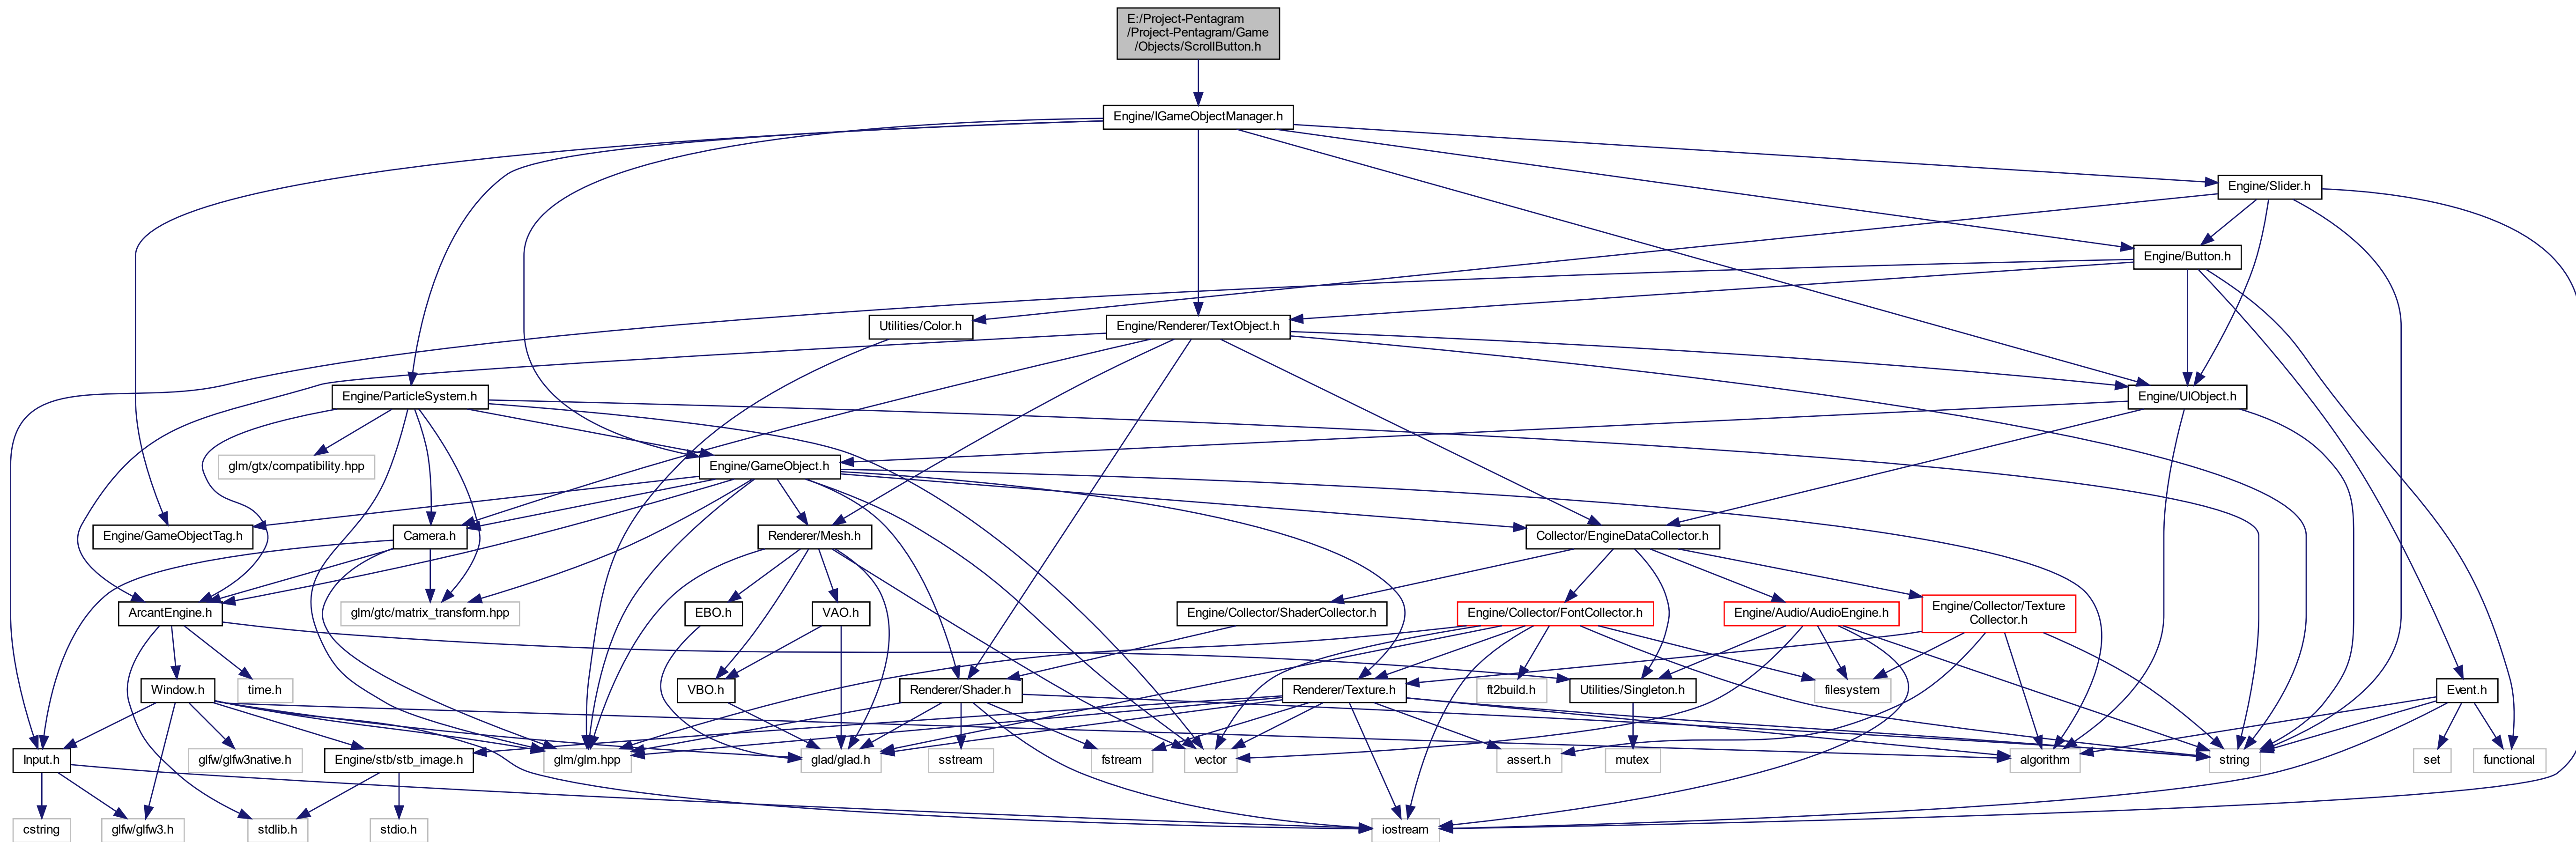 E:/Project-Pentagram
/Project-Pentagram/Game
/Objects/ScrollButton.h
Engine/IGameObjectManager.h
Engine/Slider.h
Engine/Button.h
Utilities/Color.h
Engine/Renderer/TextObject.h
Engine/ParticleSystem.h
Engine/UIObject.h
glm/gtx/compatibility.hpp
Engine/GameObject.h
Engine/GameObjectTag.h
Camera.h
Renderer/Mesh.h
Collector/EngineDataCollector.h
ArcantEngine.h
glm/gtc/matrix_transform.hpp
EBO.h
VAO.h
Engine/Collector/ShaderCollector.h
Engine/Collector/FontCollector.h
Engine/Audio/AudioEngine.h
Engine/Collector/Texture
Collector.h
Window.h
time.h
VBO.h
Renderer/Shader.h
Renderer/Texture.h
ft2build.h
Utilities/Singleton.h
filesystem
Event.h
Input.h
glfw/glfw3native.h
Engine/stb/stb_image.h
glm/glm.hpp
glad/glad.h
sstream
fstream
vector
assert.h
mutex
algorithm
string
set
functional
cstring
glfw/glfw3.h
stdlib.h
stdio.h
iostream